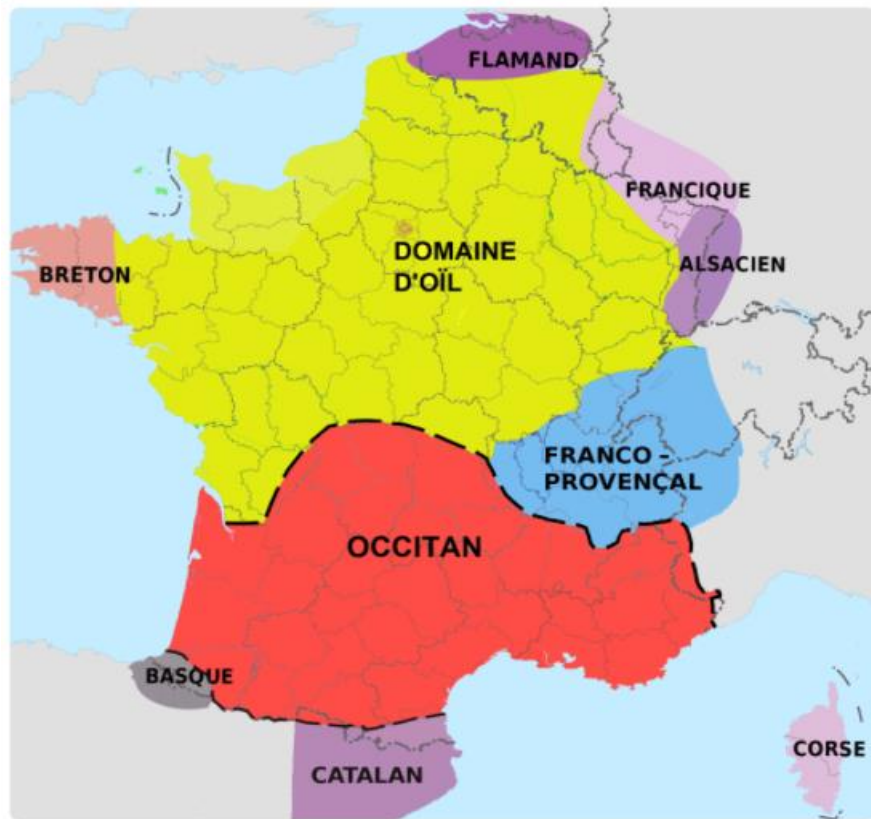 FLAMAND
FRANCIQUE
BRETON
DOMAINE
D'OÏL
ALSACIEN
FRANCO –
PROVENÇAL
OCCITAN
BASQUE
CATALAN
CORSE